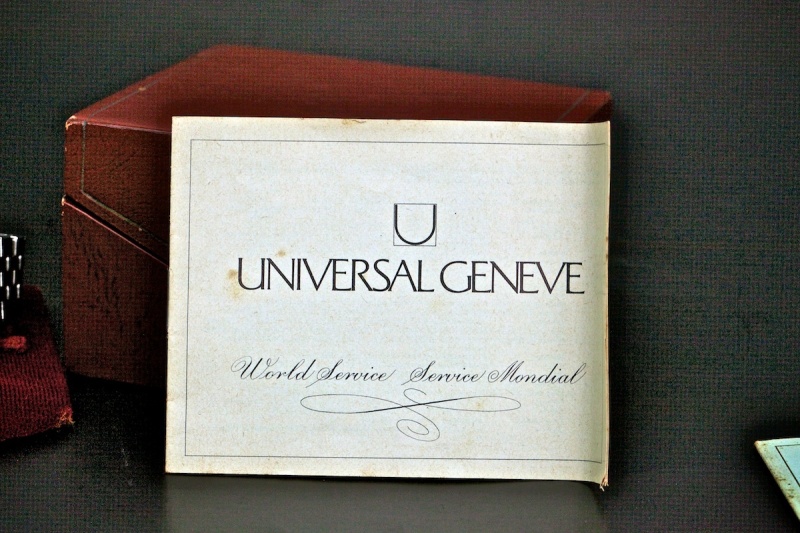 U
UNIVERSAL GENEVE
World Service Service Mondial